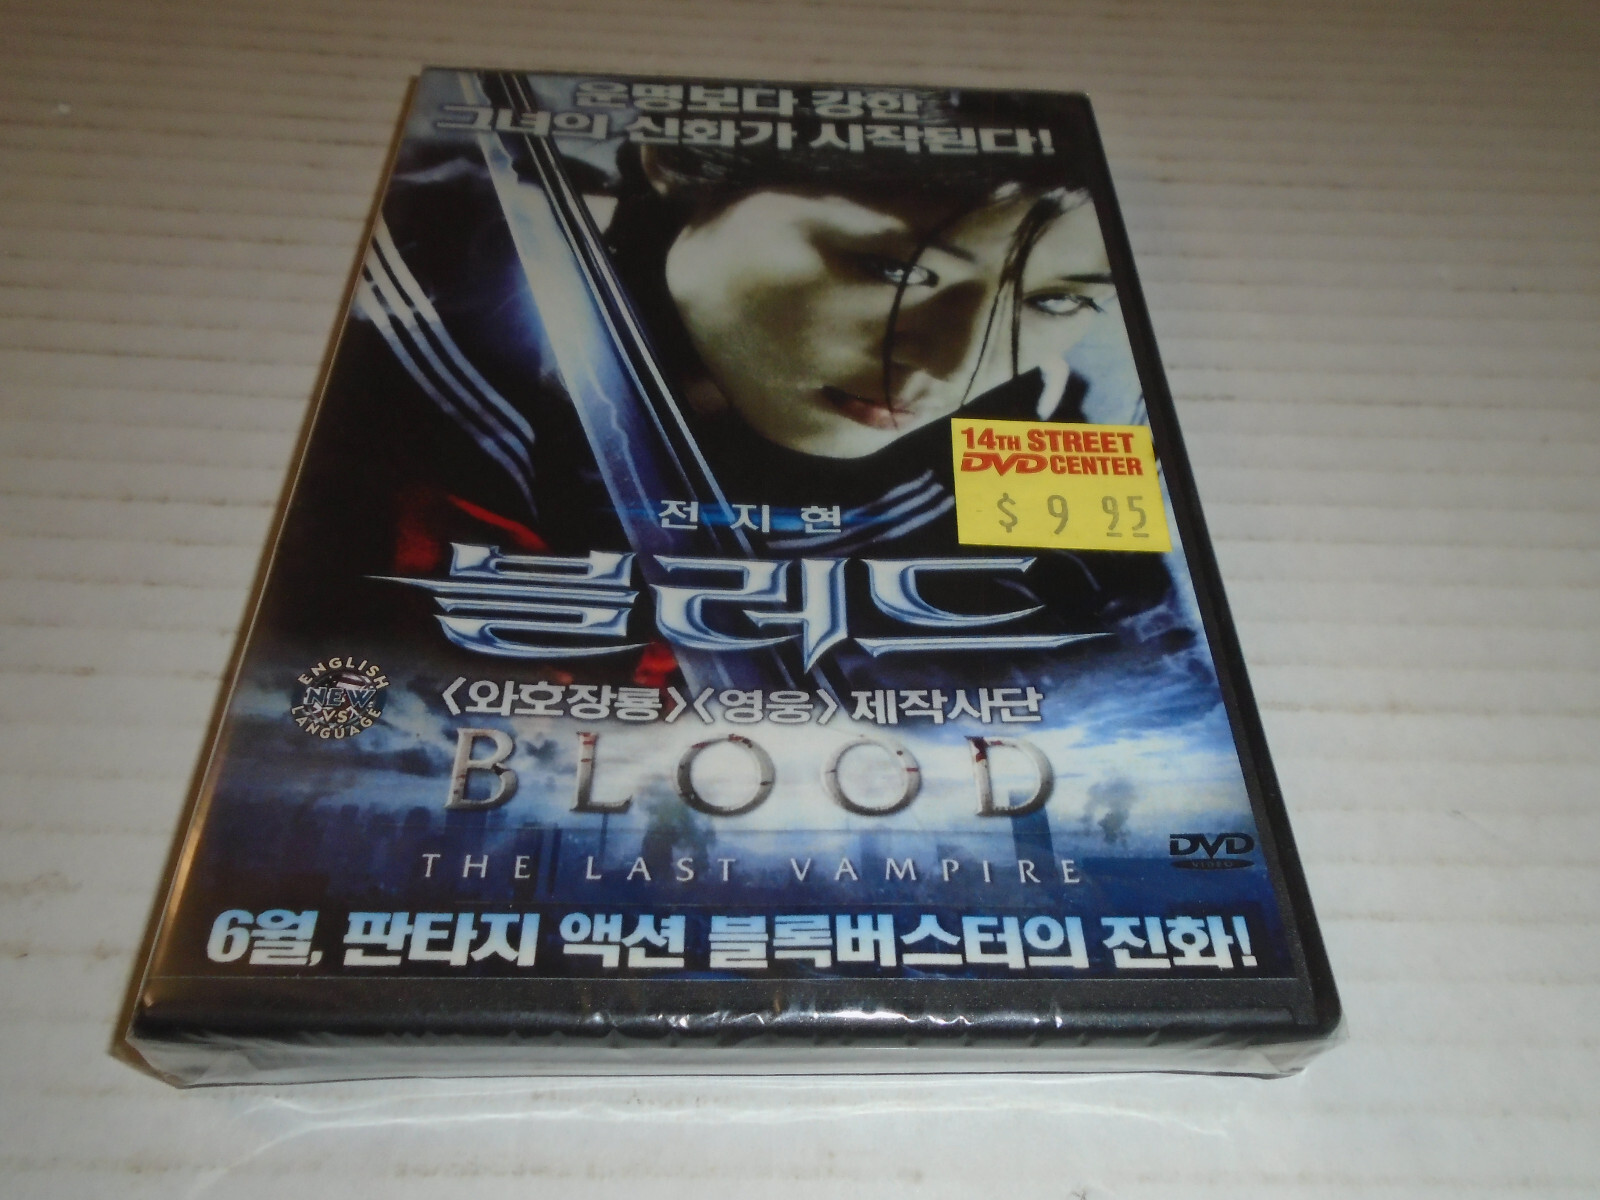 운명보다 강한
그녀의 신화가 시작된다!
14TH STREET
DVD CENTER
$ 9 95
전지현
블러드
<와호장룡><영웅> 제작사단
ENGLISH
NEW
LANGUAGE
BLOOD
THE LAST VAMPIRE
DVD
VIDEO
6월, 판타지 액션 블록버스터의 진화!